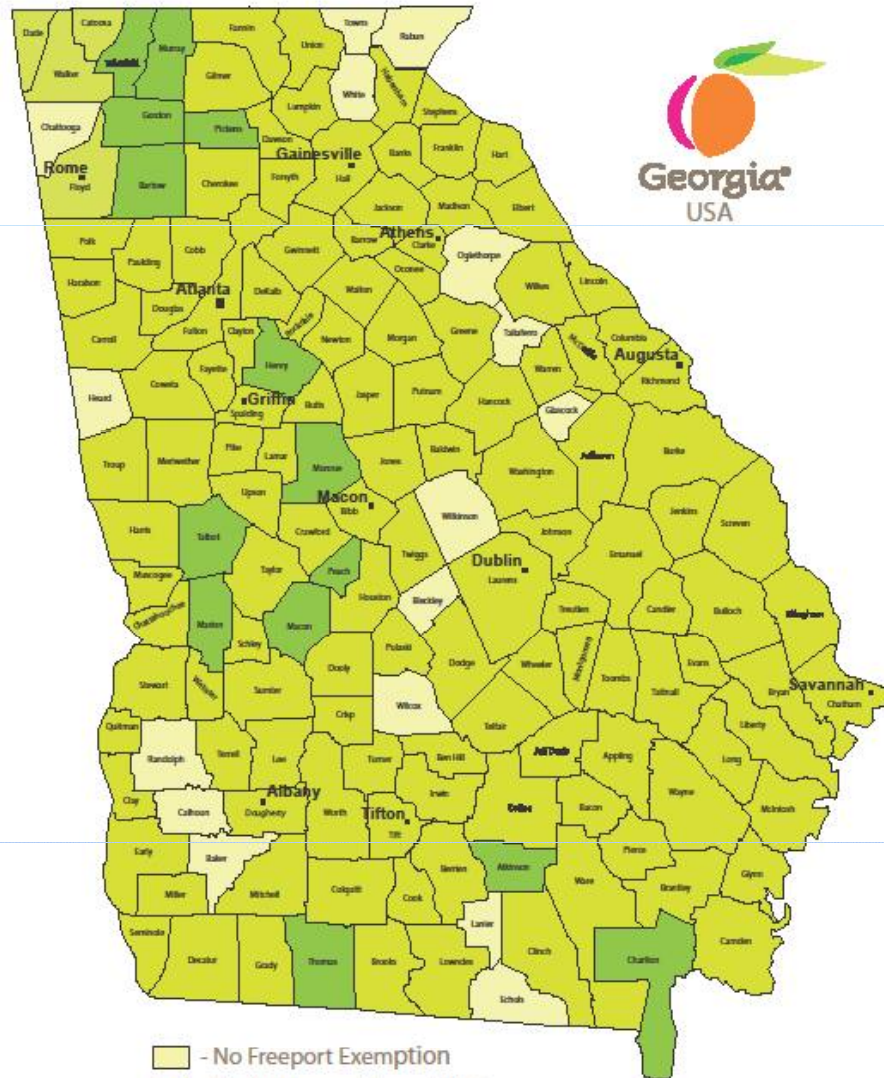 Dade
Catoosa
Murray
Fannin
Union
Towns
Rabun
Walker
Gilmer
Lumpkin
White
Habersham
Stephens
Chattooga
Gordon
Pickens
Dawson
Gainesville
Banks
Franklin
Hart
Rome
Floyd
Bartow
Cherokee
Forsyth
Hall
Georgia®
USA
Jackson
Madison
Elbert
Polk
Paulding
Cobb
Gwinnett
Barrow
Athens
Clarke
Oglethorpe
Oconee
Wilkes
Lincoln
Haralson
Atlanta
DeKalb
Walton
Douglas
Fulton
Clayton
Rockdale
Newton
Morgan
Greene
Taliaferro
McDuffie
Columbia
Augusta
Carroll
Fayette
Henry
Warren
Richmond
Heard
Coweta
Griffin
Spalding
Butts
Jasper
Putnam
Hancock
Glascock
Troup
Meriwether
Pike
Lamar
Monroe
Jones
Baldwin
Washington
Jefferson
Burke
Upson
Macon
Bibb
Wilkinson
Harris
Talbot
Crawford
Twiggs
Johnson
Jenkins
Screven
Muscogee
Taylor
Peach
Houston
Dublin
Laurens
Emanuel
Chattahoochee
Marion
Macon
Bleckley
Treutlen
Candler
Bulloch
Effingham
Schley
Pulaski
Dodge
Wheeler
Montgomery
Toombs
Evans
Stewart
Webster
Sumter
Dooly
Tattnall
Bryan
Savannah
Chatham
Quitman
Crisp
Wilcox
Telfair
Liberty
Randolph
Terrell
Lee
Turner
Ben Hill
Jeff Davis
Appling
Long
Clay
Calhoun
Albany
Dougherty
Worth
Tifton
Tift
Irwin
Coffee
Bacon
Wayne
McIntosh
Early
Baker
Pierce
Miller
Mitchell
Colquitt
Cook
Berrien
Atkinson
Ware
Brantley
Glynn
Seminole
Decatur
Grady
Thomas
Brooks
Lowndes
Lanier
Clinch
Charlton
Camden
Echols
- No Freeport Exemption